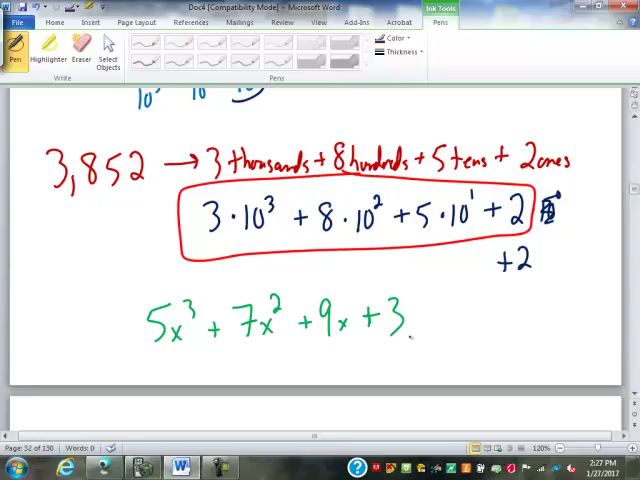 Doc4 [Compatibility Mode] - Microsoft Word
Ink Tools
File Home Insert Page Layout References Mailings Review View Add-Ins Acrobat Pens
Pen Highlighter Eraser Select Objects
Color
Thickness
Write Pens
10³ 10
3,852 → 3 thousands + 8 hundreds + 5 tens + 2 ones
3·10³ + 8·10² + 5·10¹ + 2
+2
5x³ + 7x² + 9x + 3
Page: 32 of 130 Words: 0 120%
2:27 PM
1/27/2017